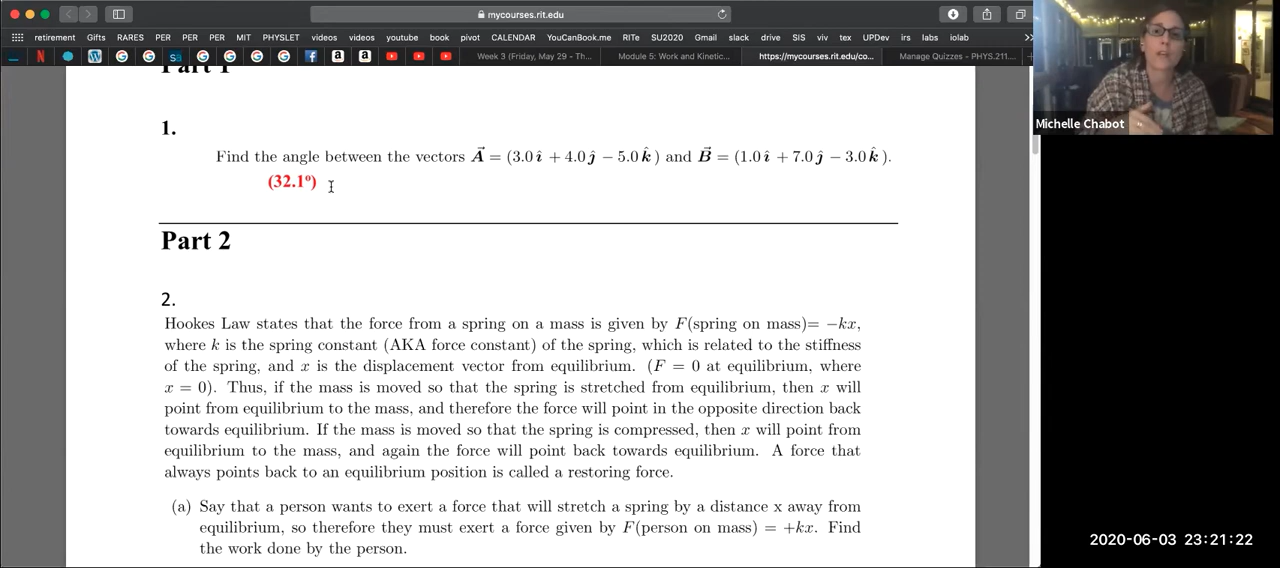 mycourses.rit.edu
retirement Gifts RARES PER PER PER MIT PHYSLET videos videos youtube book pivot CALENDAR YouCanBook.me RITe SU2020 Gmail slack drive SIS viv tex UPDev irs labs iolab >>
Week 3 (Friday, May 29 - Th... Module 5: Work and Kinetic... https://mycourses.rit.edu/co... Manage Quizzes - PHYS.211....
Part 1
1.
Find the angle between the vectors A⃗ = (3.0 î + 4.0 ĵ − 5.0 k̂ ) and B⃗ = (1.0 î + 7.0 ĵ − 3.0 k̂ ).
(32.1º)
Part 2
2.
Hookes Law states that the force from a spring on a mass is given by F(spring on mass)= −kx,
where k is the spring constant (AKA force constant) of the spring, which is related to the stiffness
of the spring, and x is the displacement vector from equilibrium. (F = 0 at equilibrium, where
x = 0). Thus, if the mass is moved so that the spring is stretched from equilibrium, then x will
point from equilibrium to the mass, and therefore the force will point in the opposite direction back
towards equilibrium. If the mass is moved so that the spring is compressed, then x will point from
equilibrium to the mass, and again the force will point back towards equilibrium. A force that
always points back to an equilibrium position is called a restoring force.
(a) Say that a person wants to exert a force that will stretch a spring by a distance x away from
equilibrium, so therefore they must exert a force given by F(person on mass) = +kx. Find
the work done by the person.
Michelle Chabot
2020-06-03 23:21:22